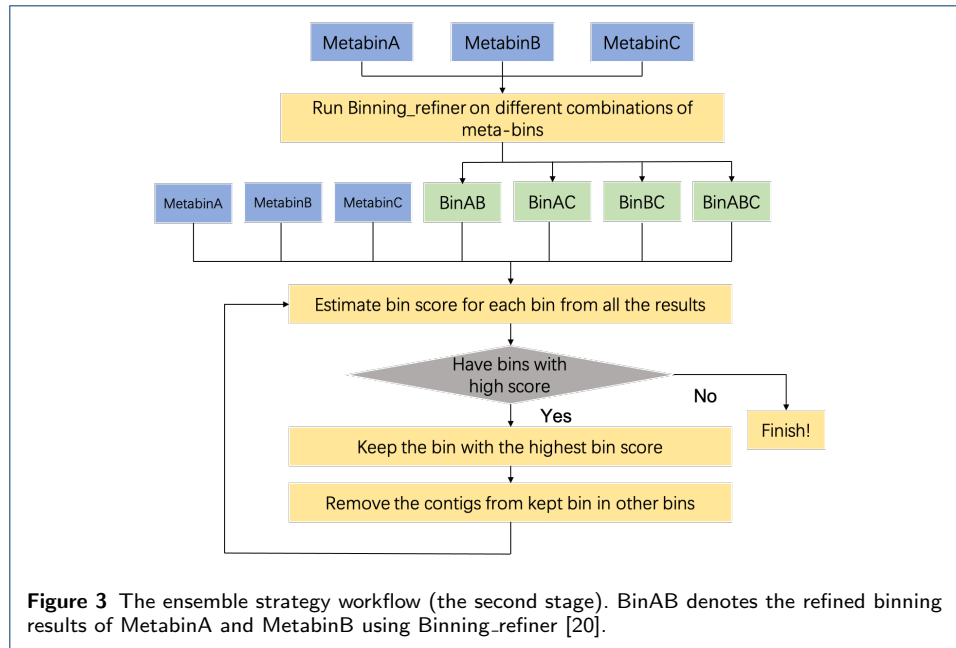 MetabinA
MetabinB
MetabinC
Run Binning_refiner on different combinations of
meta-bins
MetabinA
MetabinB
MetabinC
BinAB
BinAC
BinBC
BinABC
Estimate bin score for each bin from all the results
Have bins with
high score
No
Yes
Finish!
Keep the bin with the highest bin score
Remove the contigs from kept bin in other bins
Figure 3 The ensemble strategy workflow (the second stage). BinAB denotes the refined binning
results of MetabinA and MetabinB using Binning_refiner [20].